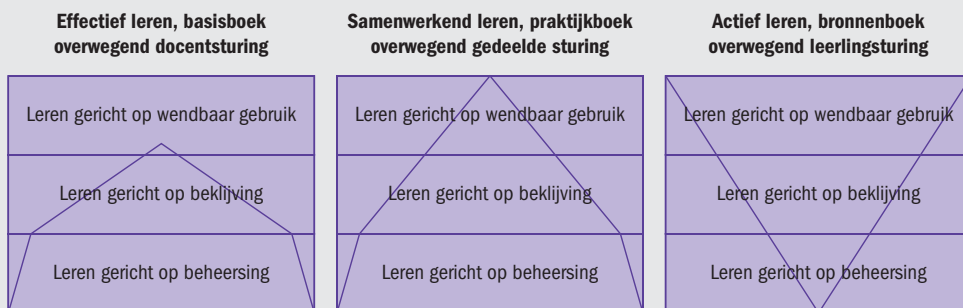 Effectief leren, basisboek
overwegend docentsturing
Leren gericht op wendbaar gebruik
Leren gericht op beklijving
Leren gericht op beheersing
Samenwerkend leren, praktijkboek
overwegend gedeelde sturing
Leren gericht op wendbaar gebruik
Leren gericht op beklijving
Leren gericht op beheersing
Actief leren, bronnenboek
overwegend leerlingsturing
Leren gericht op wendbaar gebruik
Leren gericht op beklijving
Leren gericht op beheersing